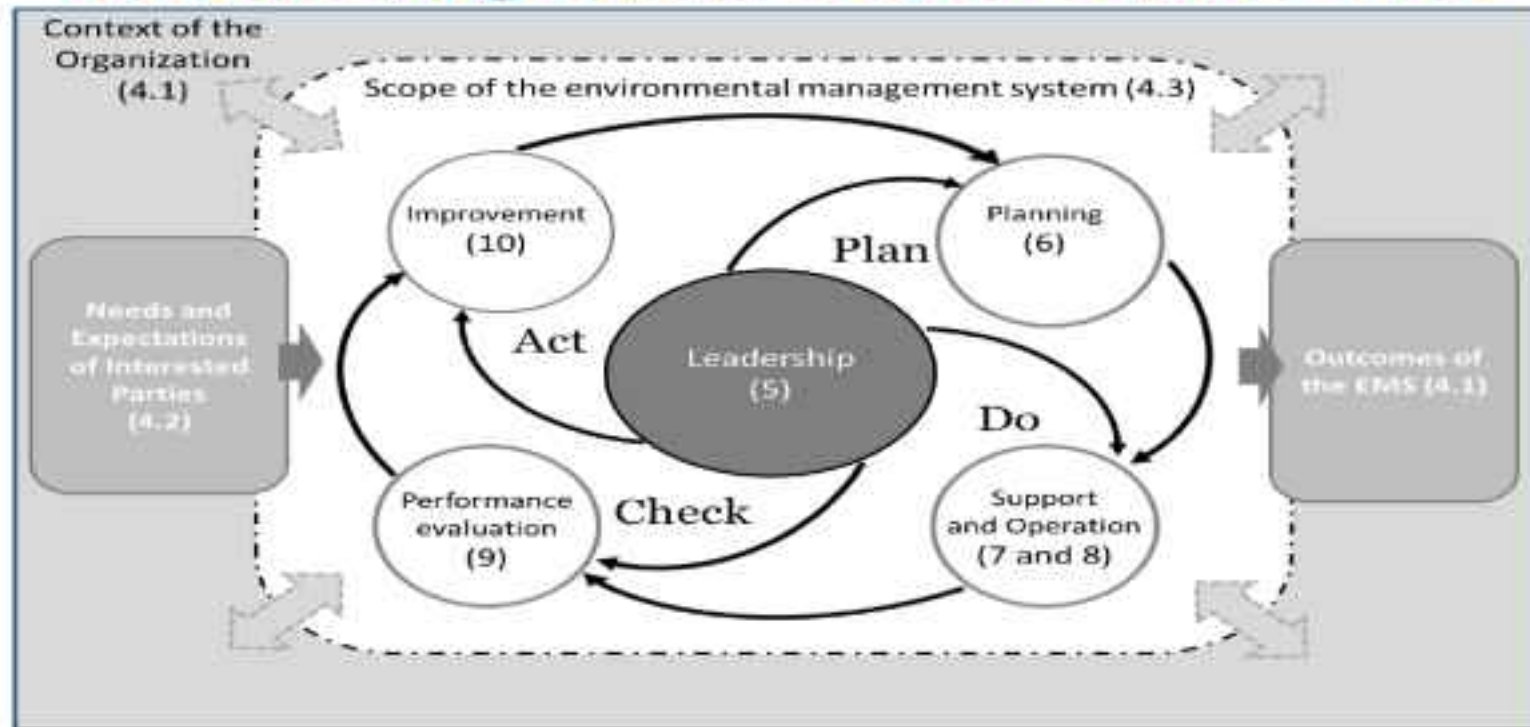 Context of the
Organization
(4.1)
Scope of the environmental management system (4.3)
Improvement
(10)
Planning
(6)
Plan
Needs and
Expectations
of Interested
Parties
(4.2)
Act
Leadership
(5)
Outcomes of
the EMS (4.1)
Do
Performance
evaluation
(9)
Check
Support
and Operation
(7 and 8)